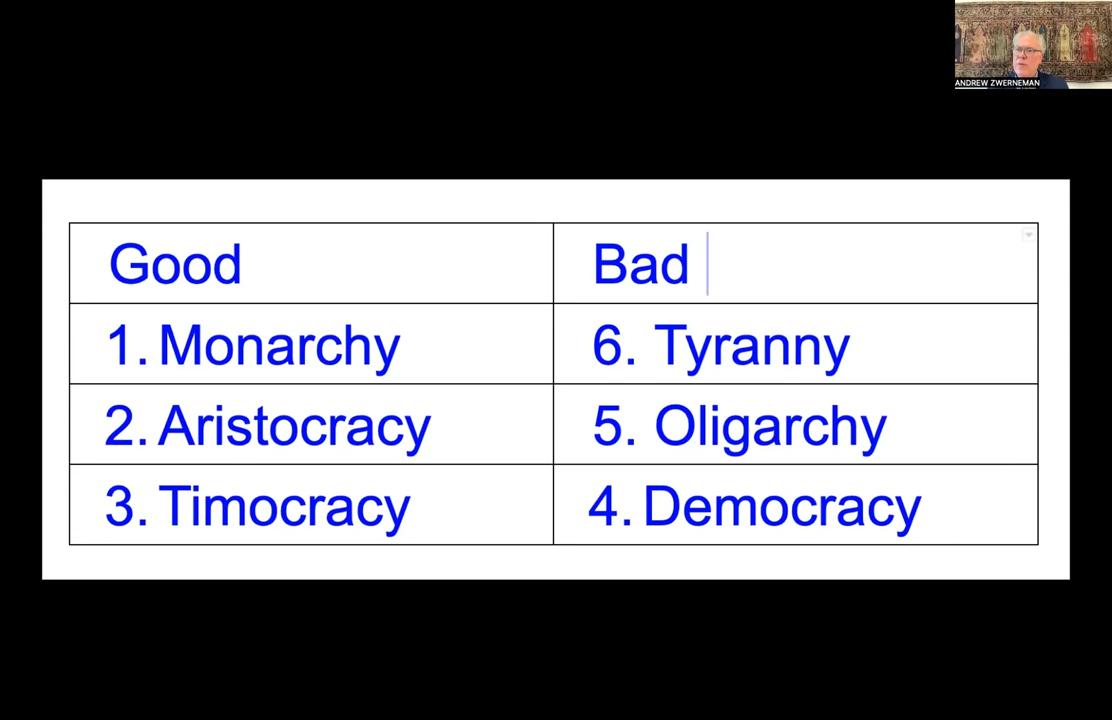 ANDREW ZWERNEMAN
Good
Bad
1. Monarchy
6. Tyranny
2. Aristocracy
5. Oligarchy
3. Timocracy
4. Democracy